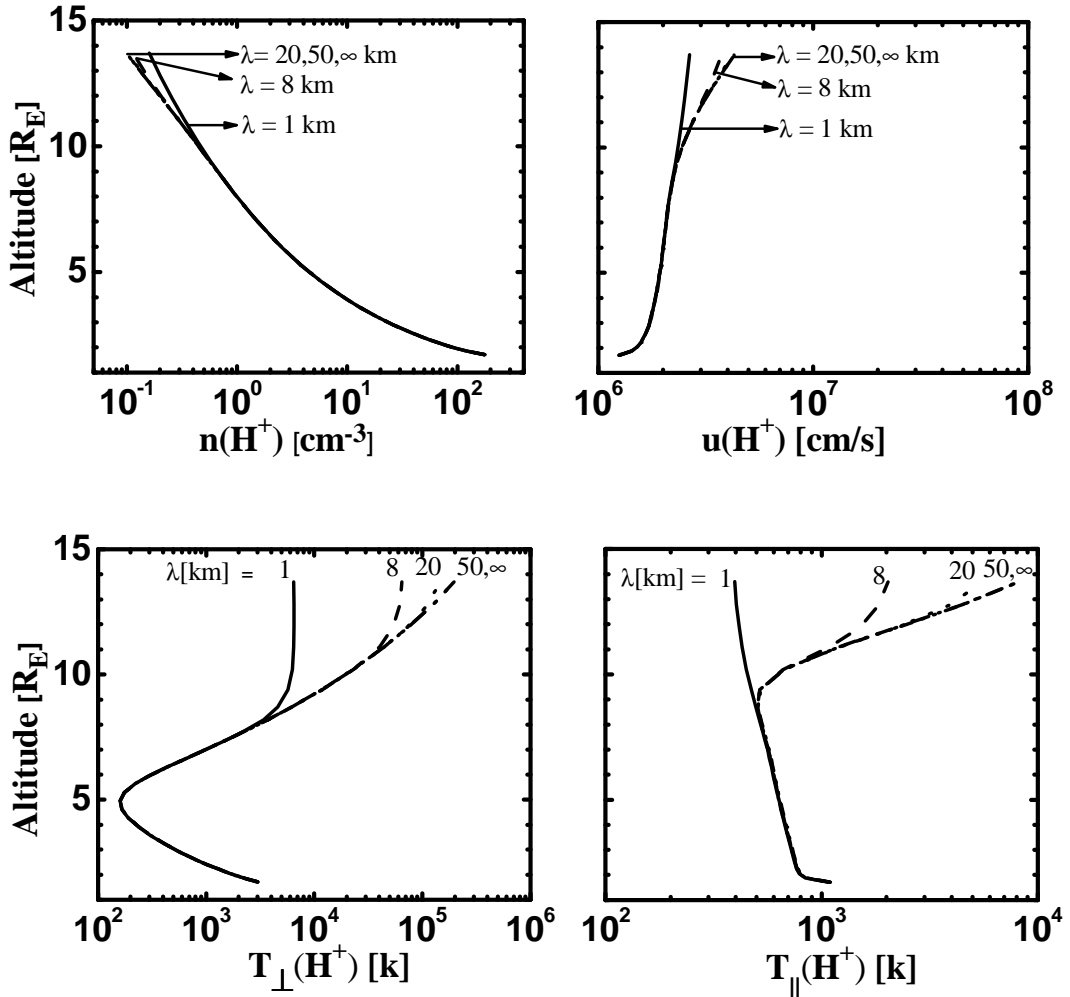 15
10
5
Altitude [R_E]
λ= 20,50,∞ km
λ = 8 km
λ = 1 km
10^-1 10^0 10^1 10^2
n(H^+) [cm^-3]
λ= 20,50,∞ km
λ = 8 km
λ = 1 km
10^6 10^7 10^8
u(H^+) [cm/s]
15
10
5
Altitude [R_E]
λ[km] = 1 8 20 50,∞
10^2 10^3 10^4 10^5 10^6
T_⊥(H^+) [k]
15
10
5
λ[km] = 1 8 20 50,∞
10^2 10^3 10^4
T_||(H^+) [k]